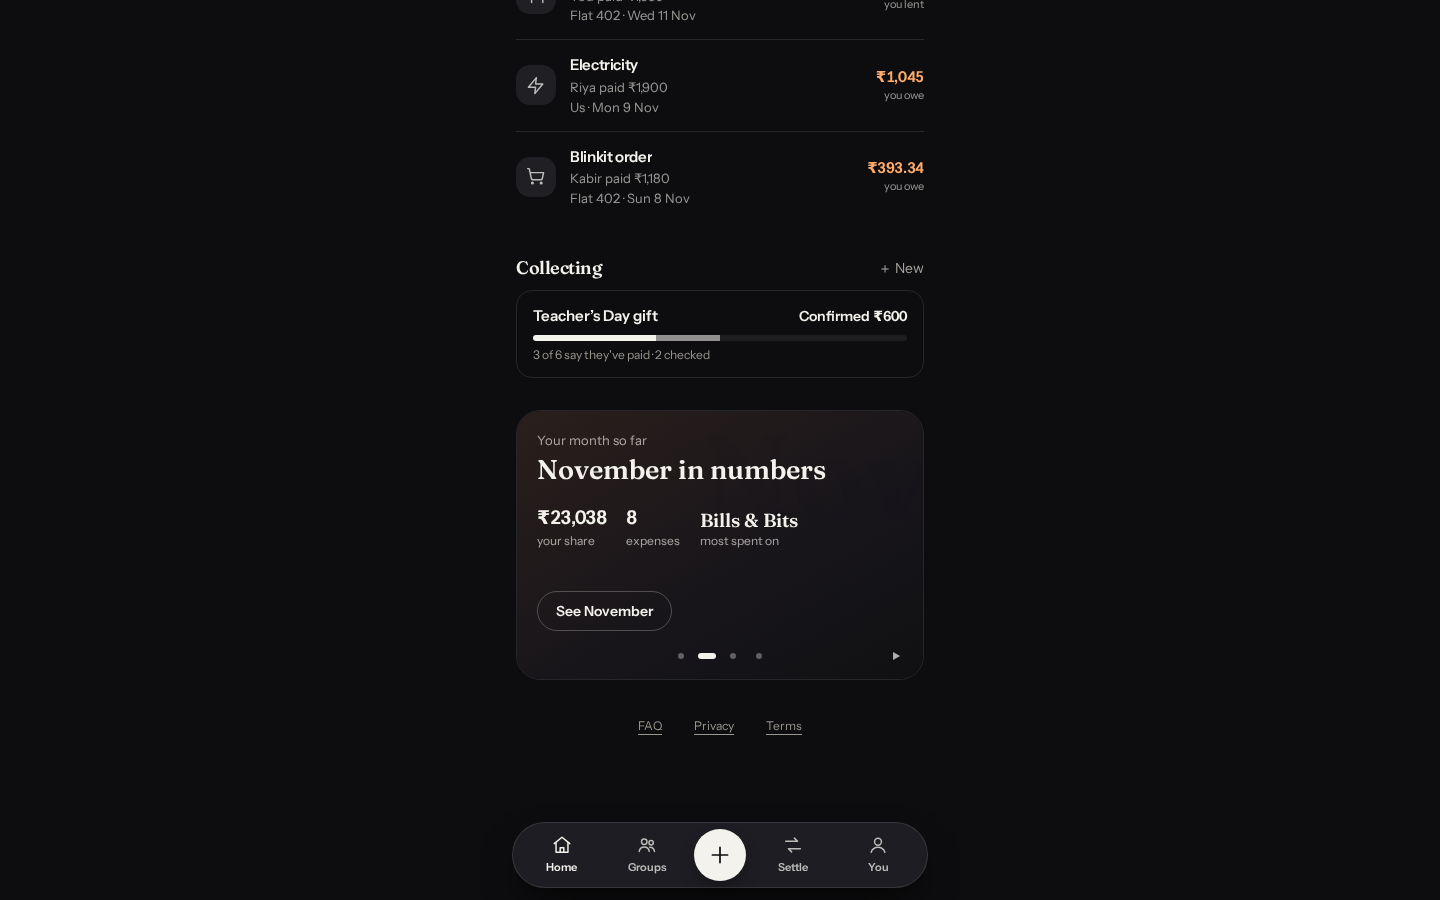 you lent
Flat 402 · Wed 11 Nov
Electricity
Riya paid ₹1,900
Us · Mon 9 Nov
₹1,045
you owe
Blinkit order
Kabir paid ₹1,180
Flat 402 · Sun 8 Nov
₹393.34
you owe
Collecting
+ New
Teacher’s Day gift
Confirmed ₹600
3 of 6 say they've paid · 2 checked
Your month so far
November in numbers
₹23,038
your share
8
expenses
Bills & Bits
most spent on
See November
FAQ
Privacy
Terms
Home
Groups
Settle
You